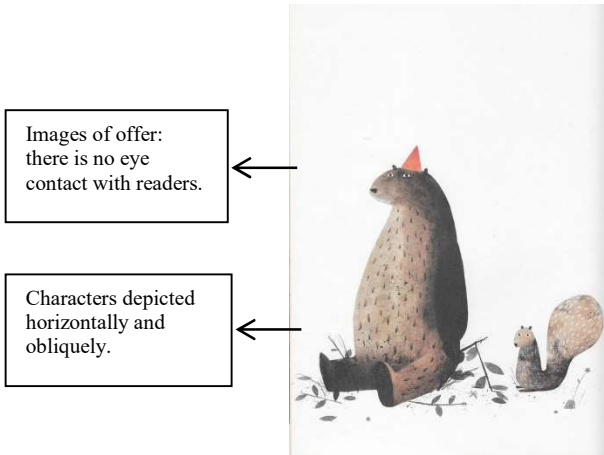 Images of offer:
there is no eye
contact with readers.
Characters depicted
horizontally and
obliquely.